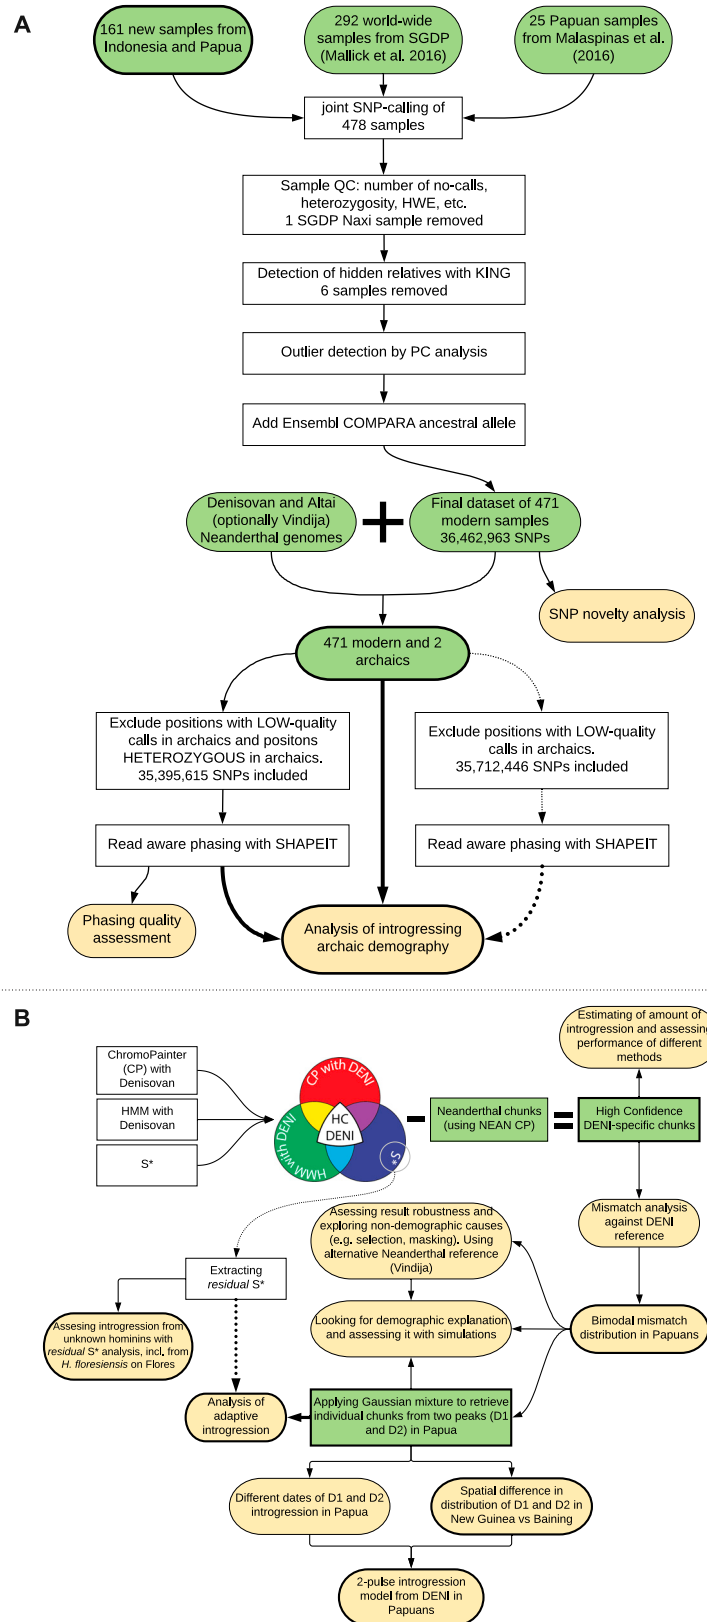 A
161 new samples from
Indonesia and Papua
292 world-wide
samples from SGDP
(Mallick et al. 2016)
25 Papuan samples
from Malaspinas et al.
(2016)
joint SNP-calling of
478 samples
Sample QC: number of no-calls,
heterozygosity, HWE, etc.
1 SGDP Naxi sample removed
Detection of hidden relatives with KING
6 samples removed
Outlier detection by PC analysis
Add Ensembl COMPARA ancestral allele
Denisovan and Altai
(optionally Vindija)
Neanderthal genomes
Final dataset of 471
modern samples
36,462,963 SNPs
SNP novelty analysis
471 modern and 2
archaics
Exclude positions with LOW-quality
calls in archaics and positons
HETEROZYGOUS in archaics.
35,395,615 SNPs included
Exclude positions with LOW-quality
calls in archaics.
35,712,446 SNPs included
Read aware phasing with SHAPEIT
Read aware phasing with SHAPEIT
Phasing quality
assessment
Analysis of introgressing
archaic demography
B
Estimating of amount of
introgression and assessing
performance of different
methods
ChromoPainter
(CP) with
Denisovan
HMM with
Denisovan
S*
CP with DENI
HMM with DENI
HC
DENI
S*
Neanderthal chunks
(using NEAN CP)
High Confidence
DENI-specific chunks
Assessing result robustness and
exploring non-demographic causes
(e.g. selection, masking). Using
alternative Neanderthal reference
(Vindija)
Mismatch analysis
against DENI
reference
Extracting
residual S*
Assesing introgression from
unknown hominins with
residual S* analysis, incl. from
H. floresiensis on Flores
Looking for demographic explanation
and assessing it with simulations
Bimodal mismatch
distribution in Papuans
Analysis of
adaptive
introgression
Applying Gaussian mixture to retrieve
individual chunks from two peaks (D1
and D2) in Papua
Different dates of D1 and D2
introgression in Papua
Spatial difference in
distribution of D1 and D2 in
New Guinea vs Baining
2-pulse introgression
model from DENI in
Papuans